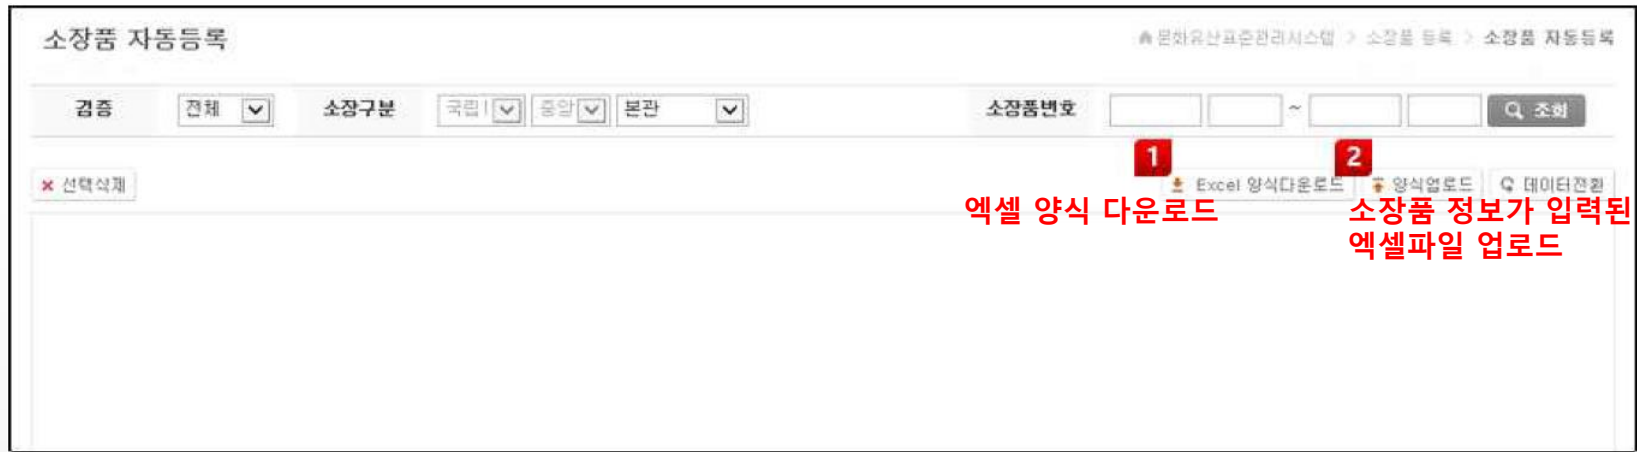 소장품 자동등록
문화유산표준관리시스템 > 소장품 등록 > 소장품 자동등록
검증 전체 소장구분 국립 중앙 본관 소장품번호 ~ 조회
1 2
선택삭제 Excel 양식다운로드 양식업로드 데이터전환
엑셀 양식 다운로드 소장품 정보가 입력된
엑셀파일 업로드